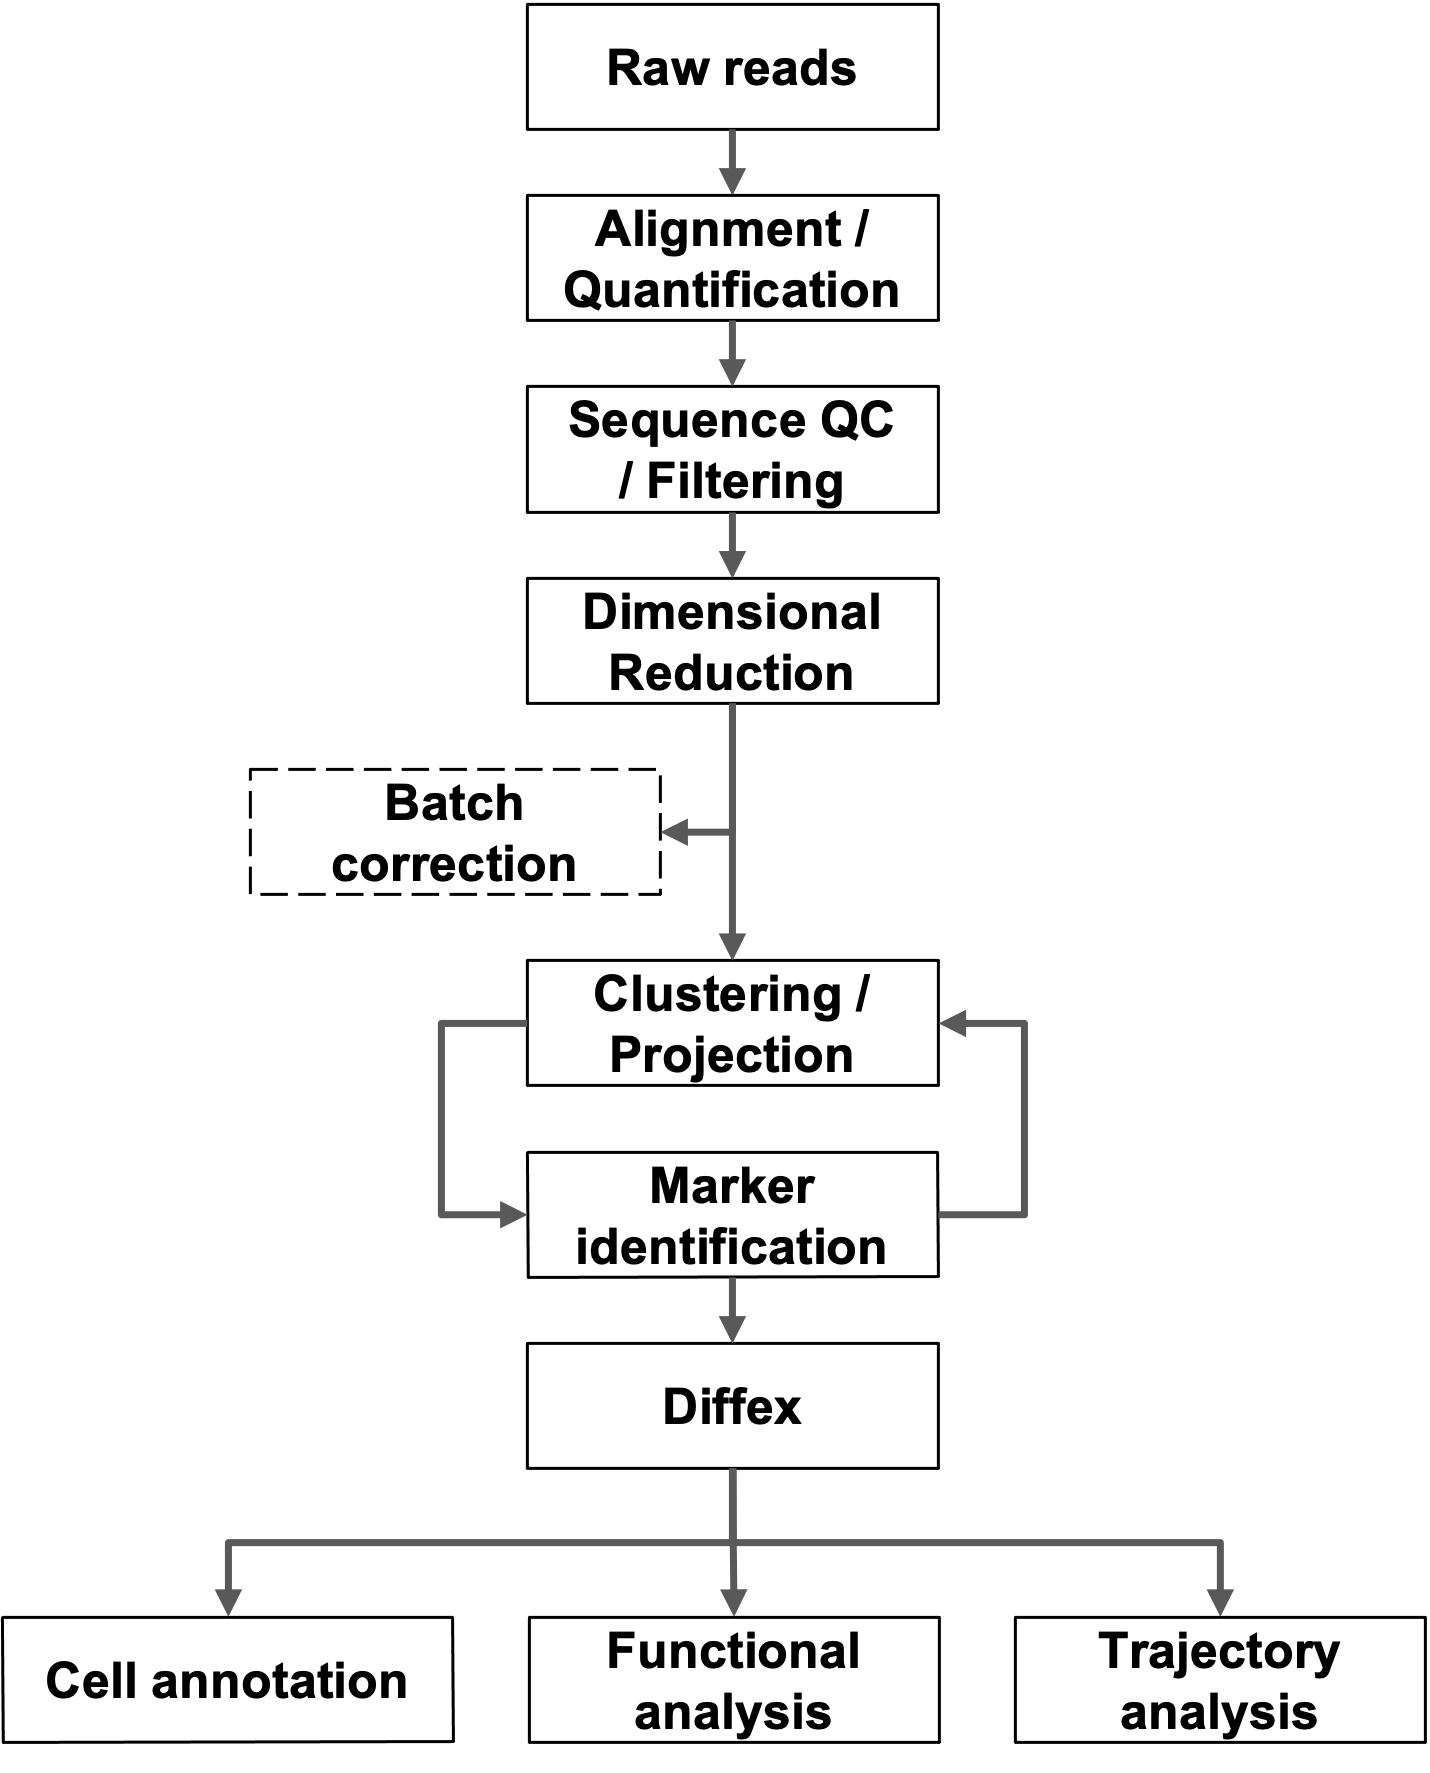 Raw reads
Alignment /
Quantification
Sequence QC
/ Filtering
Dimensional
Reduction
Batch
correction
Clustering /
Projection
Marker
identification
Diffex
Cell annotation
Functional
analysis
Trajectory
analysis